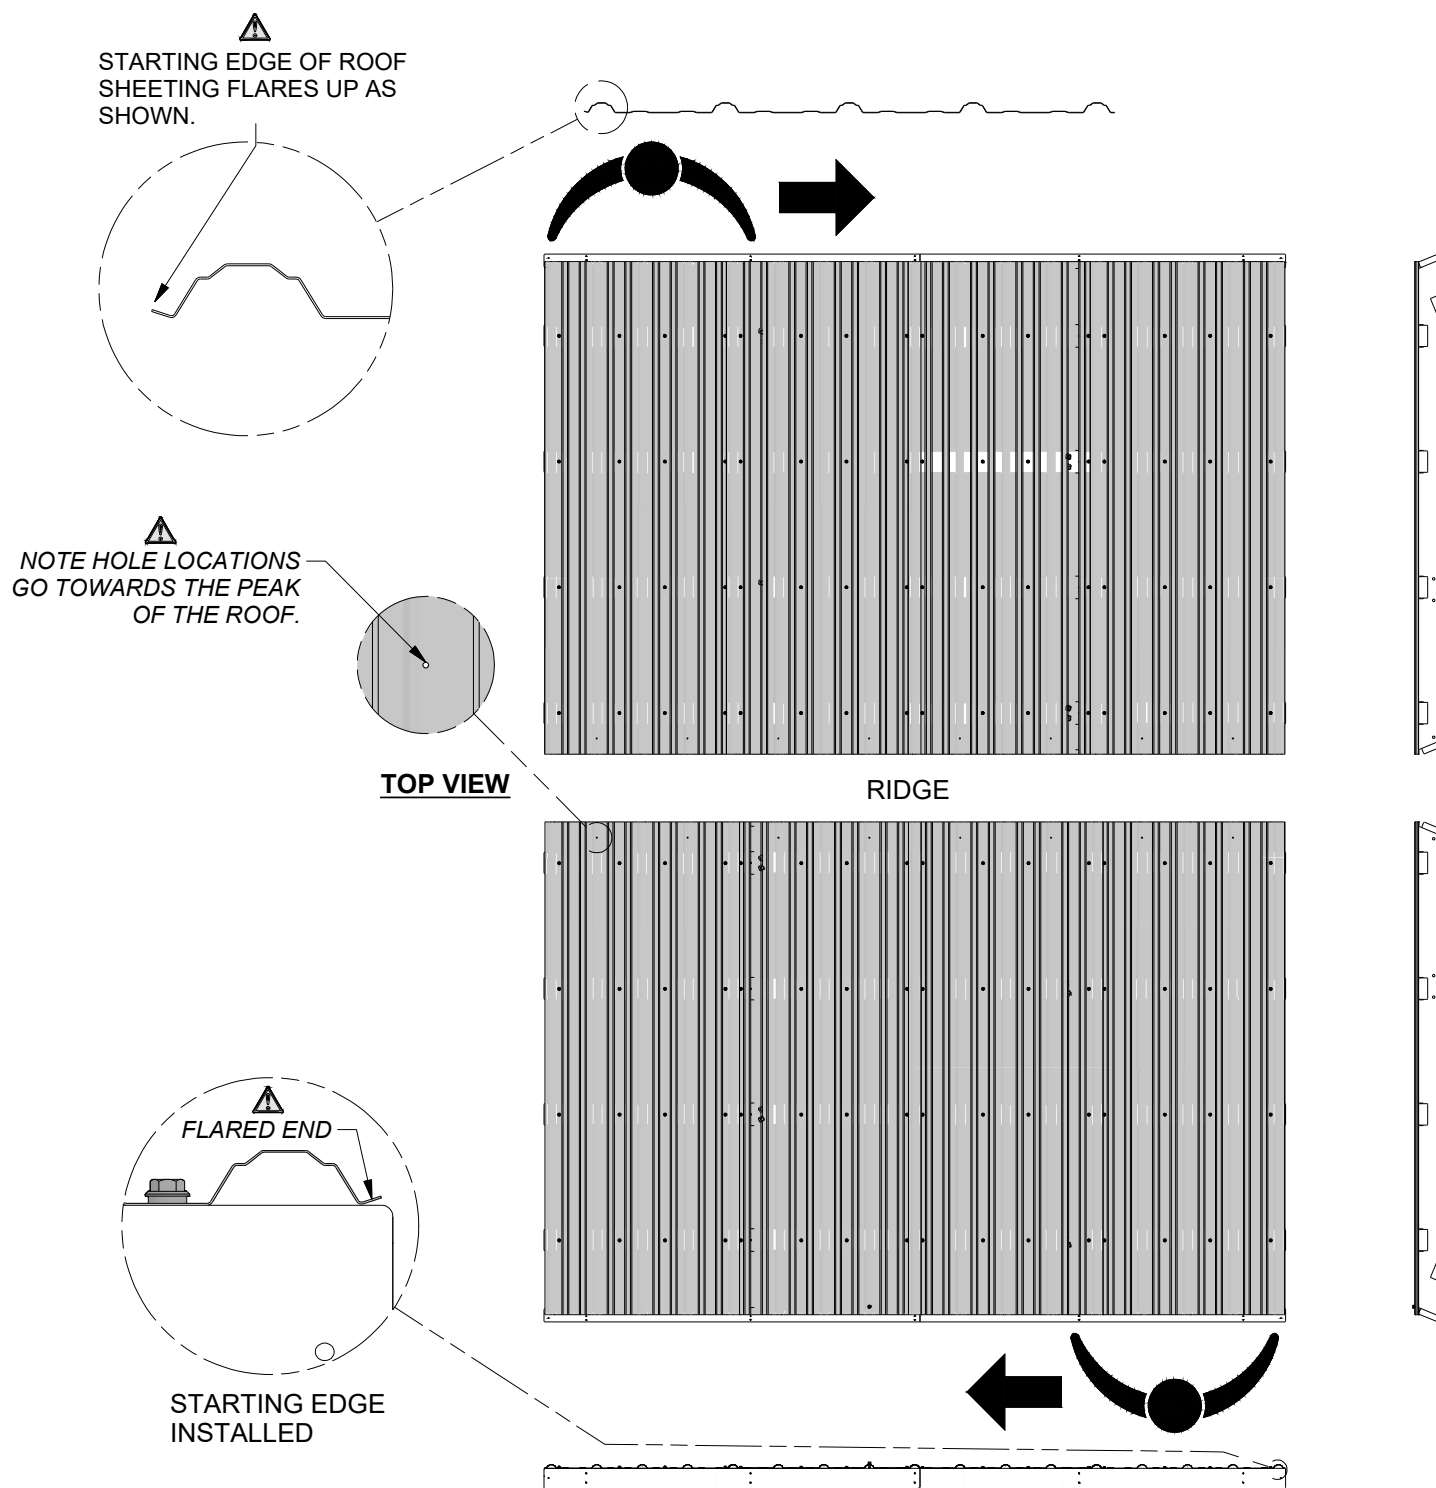 STARTING EDGE OF ROOF
SHEETING FLARES UP AS
SHOWN.
NOTE HOLE LOCATIONS
GO TOWARDS THE PEAK
OF THE ROOF.
TOP VIEW
RIDGE
FLARED END
STARTING EDGE
INSTALLED